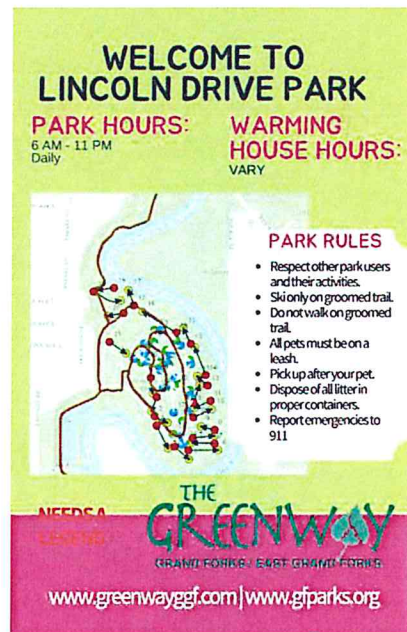 WELCOME TO
LINCOLN DRIVE PARK
PARK HOURS:
6 AM - 11 PM
Daily
WARMING
HOUSE HOURS:
VARY
PARK RULES
• Respect other park users
and their activities.
• Ski only on groomed trail.
• Do not walk on groomed
trail.
• All pets must be on a
leash.
• Pick up after your pet.
• Dispose of all litter in
proper containers.
• Report emergencies to
911
NEEDS A
LEGEND
THE
GREENWAY
GRAND FORKS / EAST GRAND FORKS
www.greenwayggf.com|www.gfparks.org